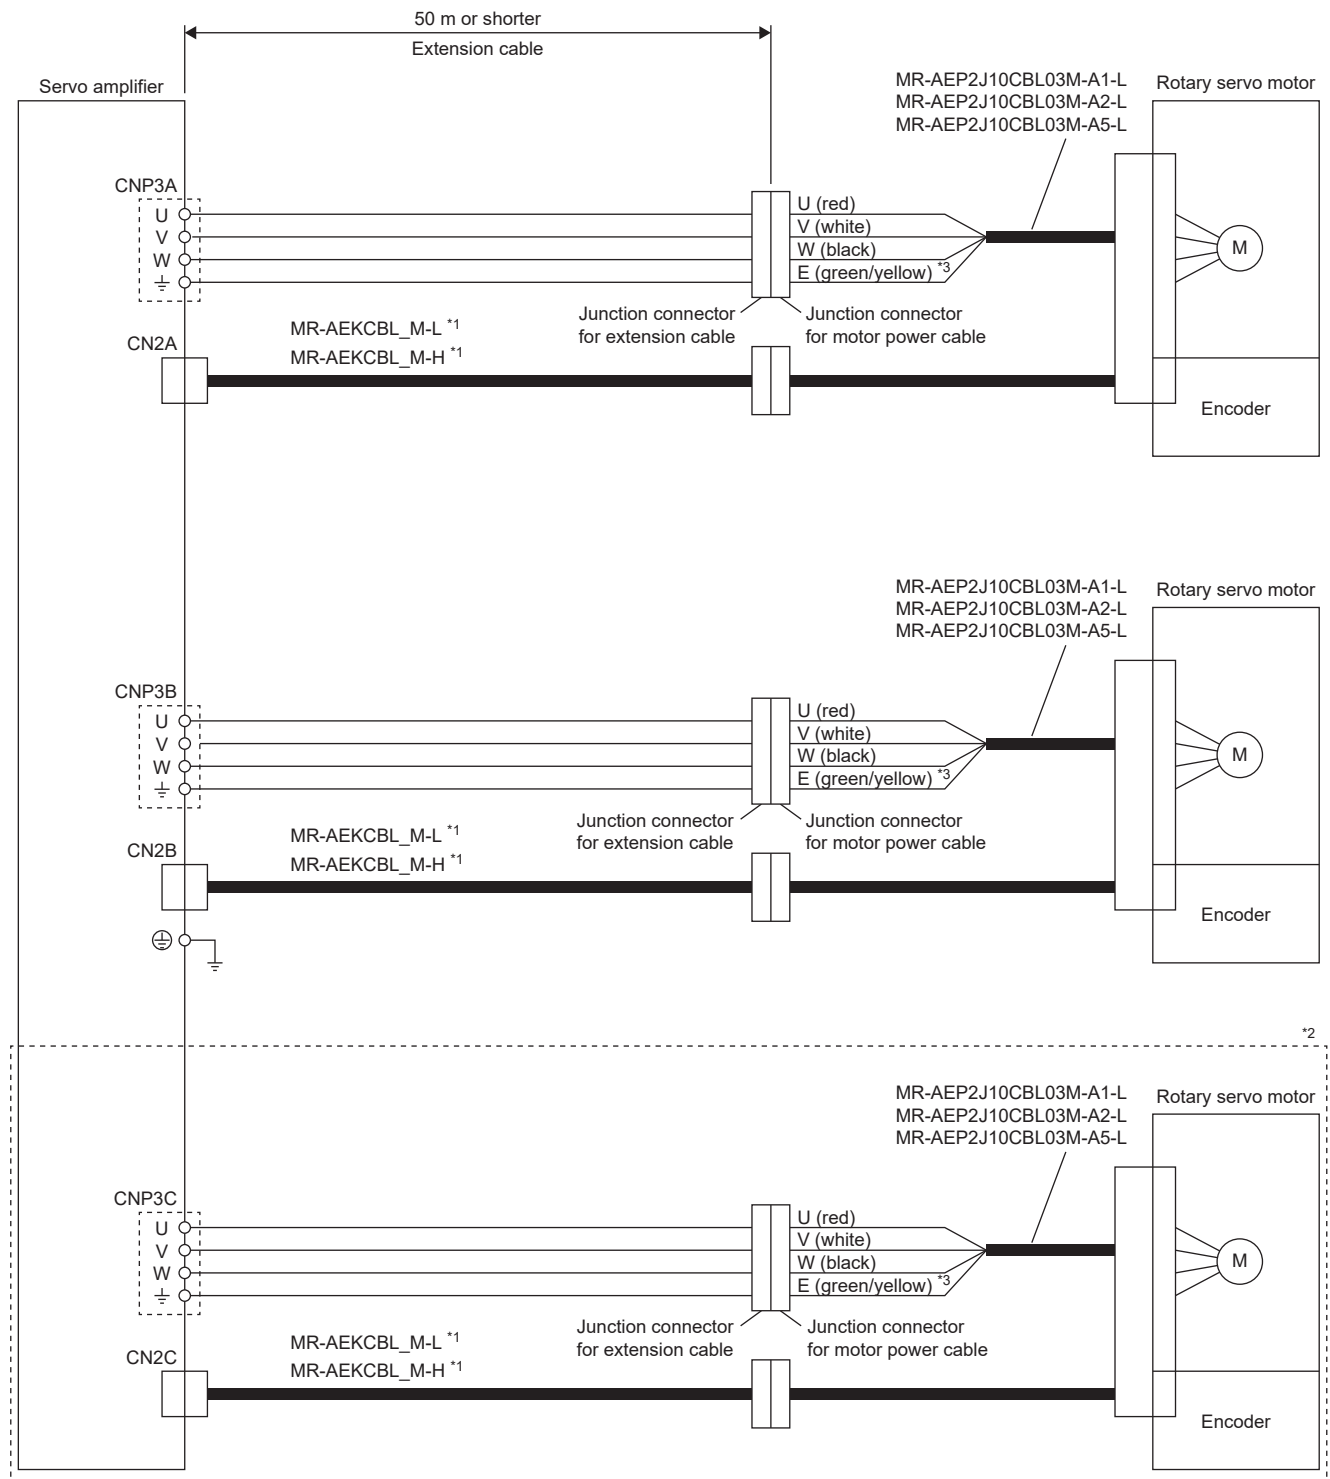 50 m or shorter
Extension cable
Servo amplifier
MR-AEP2J10CBL03M-A1-L
MR-AEP2J10CBL03M-A2-L
MR-AEP2J10CBL03M-A5-L
Rotary servo motor
CNP3A
U
V
W
U (red)
V (white)
W (black)
E (green/yellow) *3
M
Junction connector
for extension cable
Junction connector
for motor power cable
CN2A
MR-AEKCBL_M-L *1
MR-AEKCBL_M-H *1
Encoder
MR-AEP2J10CBL03M-A1-L
MR-AEP2J10CBL03M-A2-L
MR-AEP2J10CBL03M-A5-L
Rotary servo motor
CNP3B
U
V
W
U (red)
V (white)
W (black)
E (green/yellow) *3
M
Junction connector
for extension cable
Junction connector
for motor power cable
CN2B
MR-AEKCBL_M-L *1
MR-AEKCBL_M-H *1
Encoder
*2
MR-AEP2J10CBL03M-A1-L
MR-AEP2J10CBL03M-A2-L
MR-AEP2J10CBL03M-A5-L
Rotary servo motor
CNP3C
U
V
W
U (red)
V (white)
W (black)
E (green/yellow) *3
M
Junction connector
for extension cable
Junction connector
for motor power cable
CN2C
MR-AEKCBL_M-L *1
MR-AEKCBL_M-H *1
Encoder